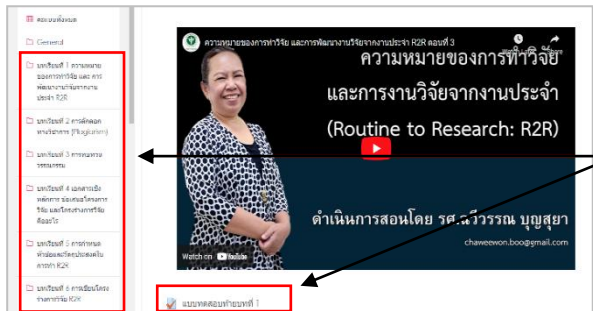 คะแนนทั้งหมด
General
บทเรียนที่ 1 ความหมาย
ของการทำวิจัย และ การ
พัฒนางานวิจัยจากงาน
ประจำ R2R
บทเรียนที่ 2 การคัดลอก
ทางวิชาการ (Plagiarism)
บทเรียนที่ 3 การทบทวน
วรรณกรรม
บทเรียนที่ 4 เอกสารเชิง
หลักการ ข้อเสนอโครงการ
วิจัย และโครงร่างการวิจัย
คืออะไร
บทเรียนที่ 5 การกำหนด
หัวข้อและวัตถุประสงค์ใน
การทำ R2R
บทเรียนที่ 6 การเขียนโครง
ร่างการวิจัย R2R
ความหมายของการทำวิจัย และการพัฒนางานวิจัยจากงานประจำ R2R ตอนที่ 3
Share
ความหมายของการทำวิจัย
และการงานวิจัยจากงานประจำ
(Routine to Research: R2R)
ดำเนินการสอนโดย รศ.ฉวีวรรณ บุญสุยา
chaweewon.boo@gmail.com
Watch on YouTube
แบบทดสอบท้ายบทที่ 1